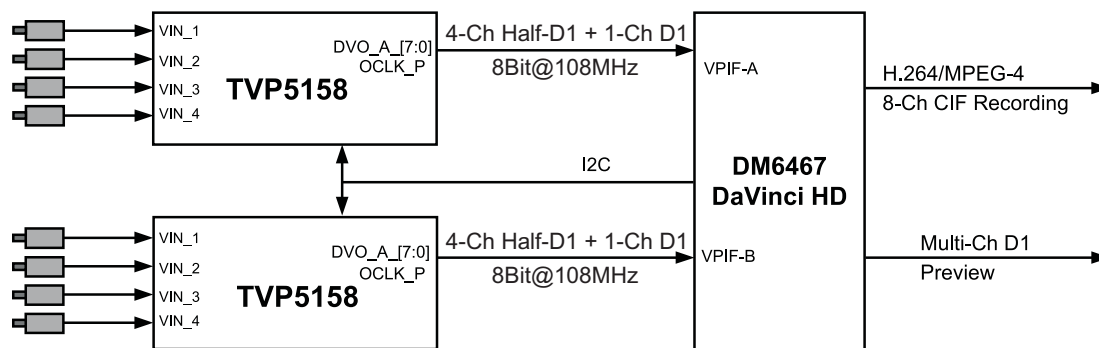 VIN_1
VIN_2
VIN_3
VIN_4
DVO_A_[7:0]
OCLK_P
TVP5158
4-Ch Half-D1 + 1-Ch D1
8Bit@108MHz
VPIF-A
H.264/MPEG-4
8-Ch CIF Recording
I2C
DM6467
DaVinci HD
VIN_1
VIN_2
VIN_3
VIN_4
DVO_A_[7:0]
OCLK_P
TVP5158
4-Ch Half-D1 + 1-Ch D1
8Bit@108MHz
VPIF-B
Multi-Ch D1
Preview